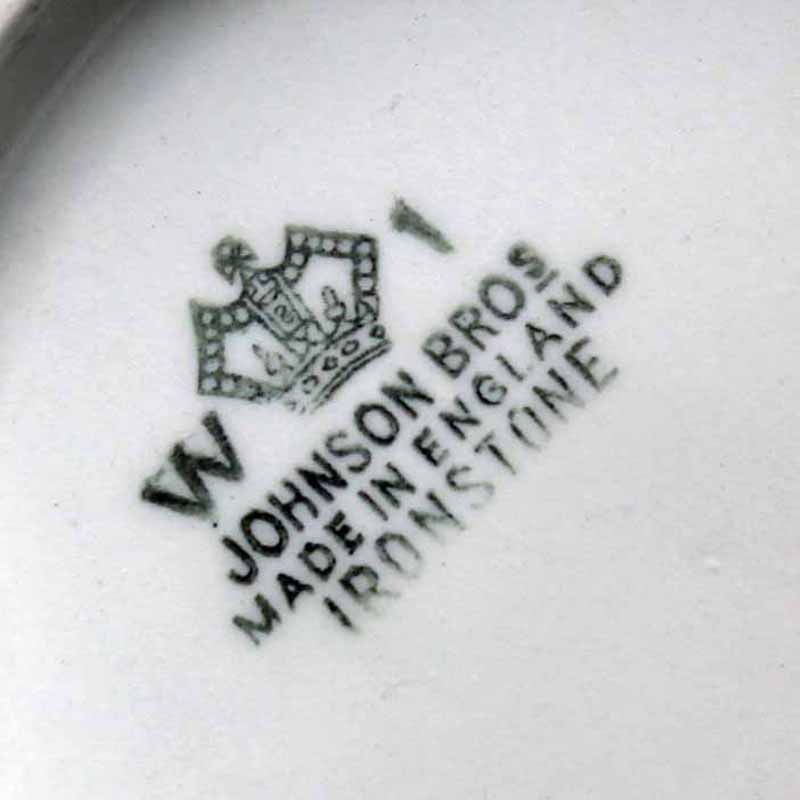 W I
JOHNSON BROS
MADE IN ENGLAND
IRONSTONE